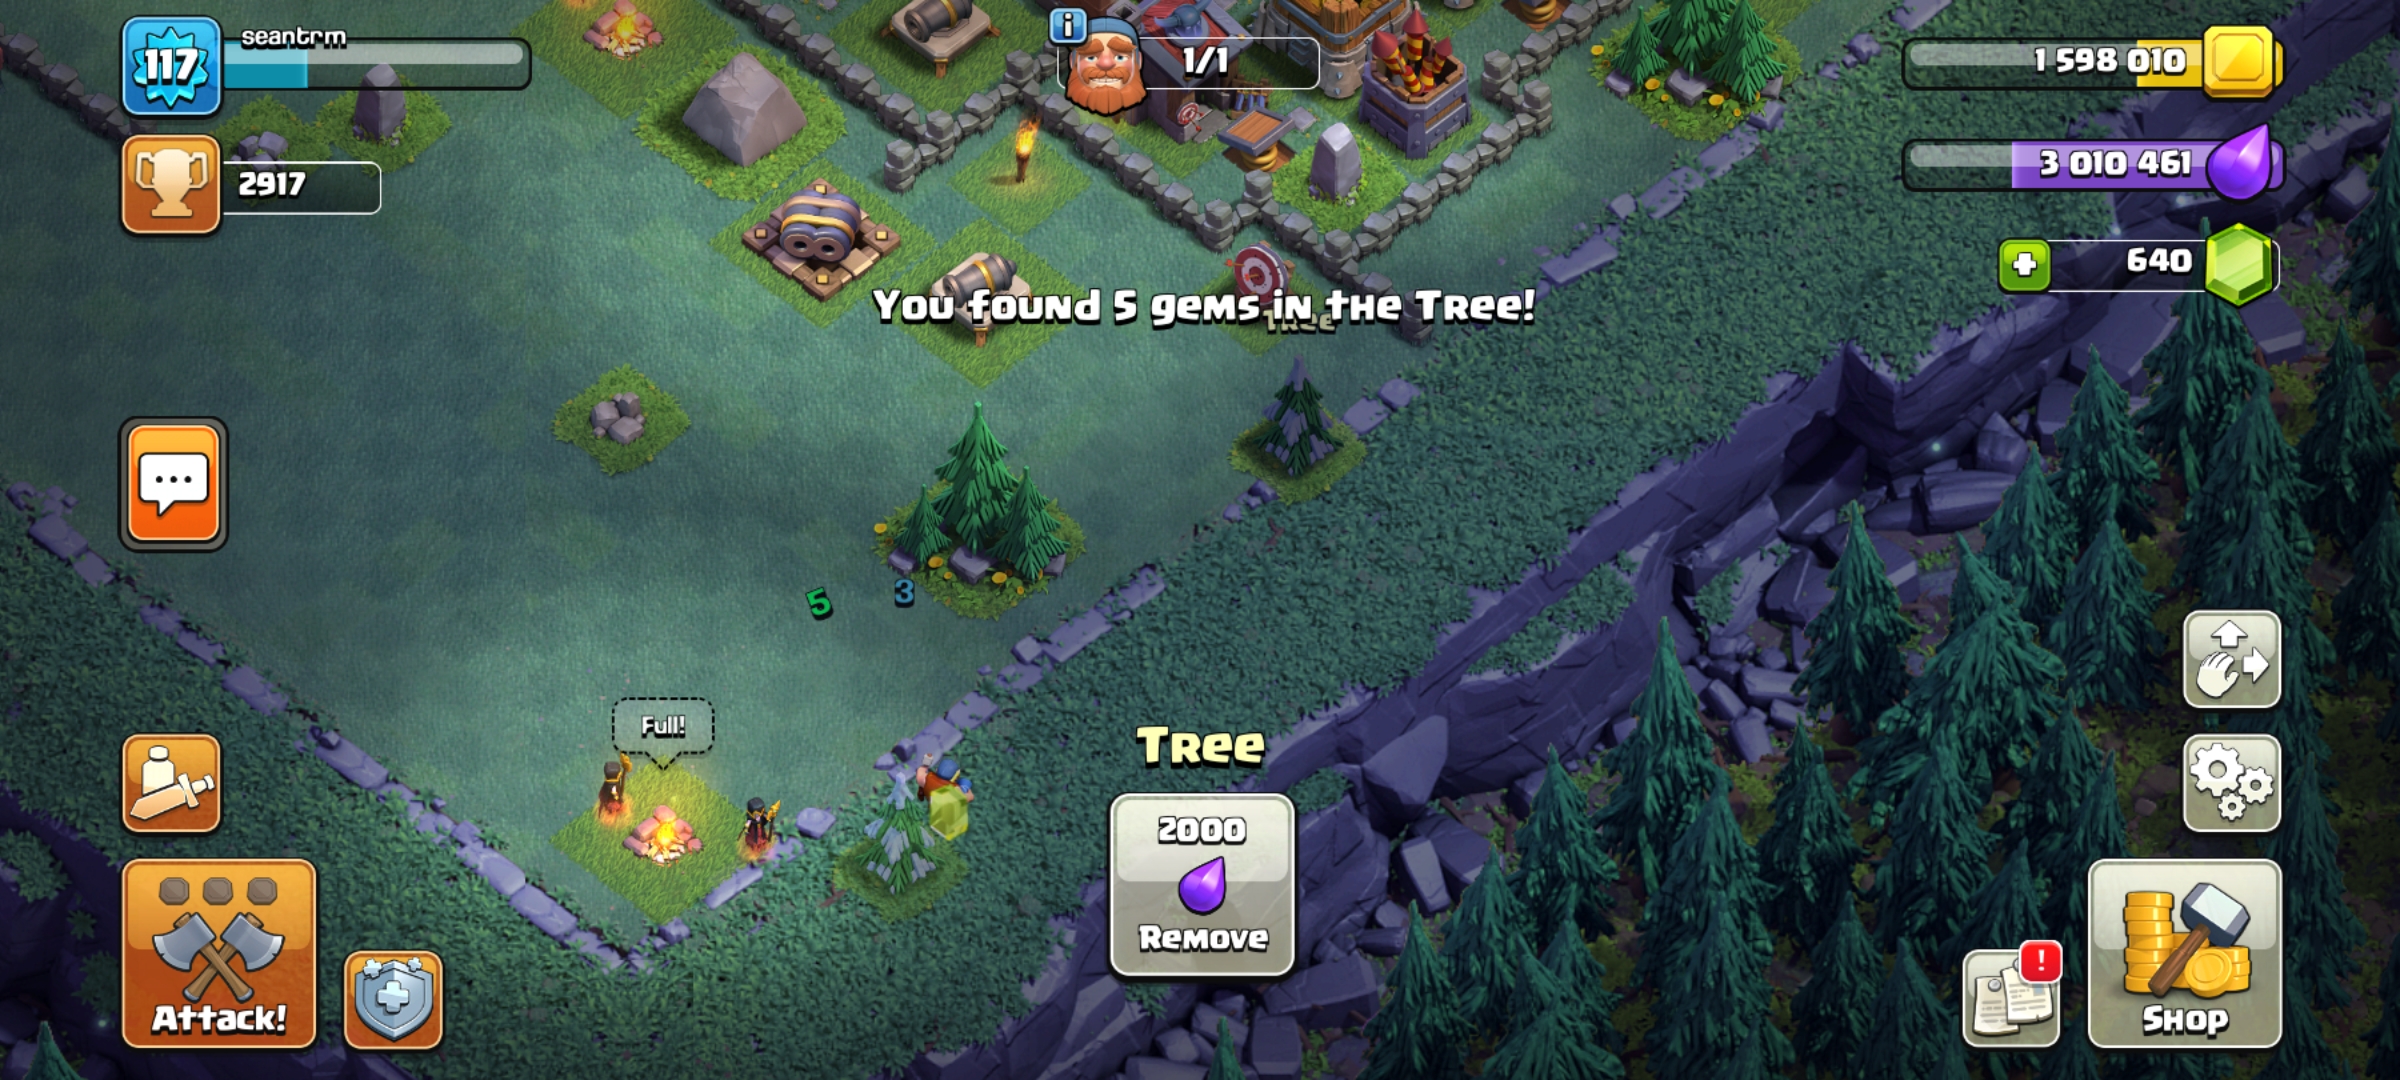 117
seantrm
1/1
1 598 010
2917
3 010 461
640
You found 5 gems in the Tree!
Tree
5
3
Full!
Tree
2000
Remove
Attack!
!
Shop